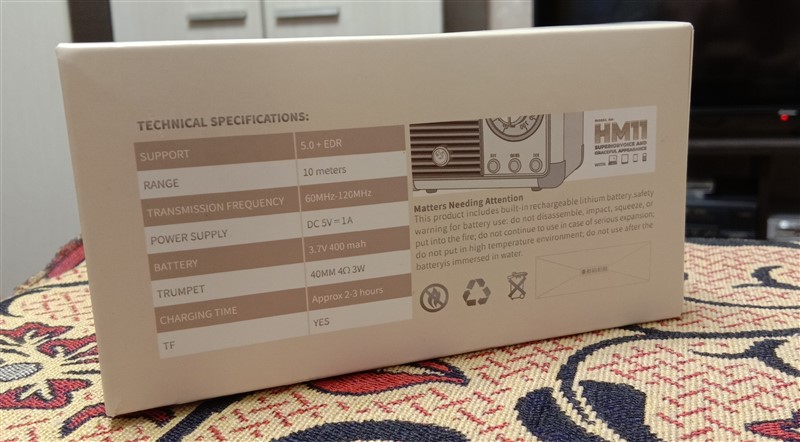 TECHNICAL SPECIFICATIONS:
SUPPORT 5.0 + EDR
RANGE 10 meters
TRANSMISSION FREQUENCY 60MHz-120MHz
POWER SUPPLY DC 5V⎓1A
BATTERY 3.7V 400 mah
TRUMPET 40MM 4Ω 3W
CHARGING TIME Approx 2-3 hours
TF YES
HM11
SUPERIORVOICE AND
GRACEFUL APPEARANCE
Matters Needing Attention
This product includes built-in rechargeable lithium battery,safety
warning for battery use: do not disassemble, impact, squeeze, or
put into the fire; do not continue to use in case of serious expansion;
do not put in high temperature environment; do not use after the
batteryis immersed in water.